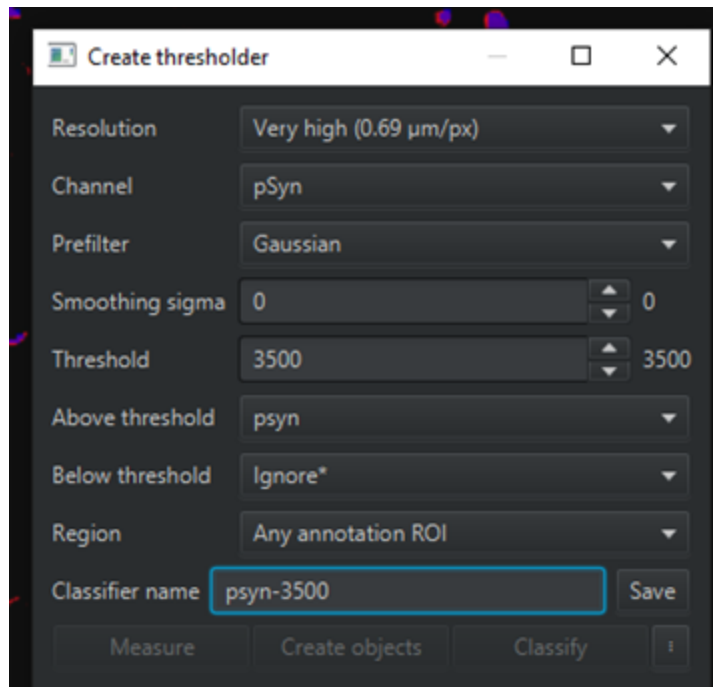 Create thresholder
Resolution Very high (0.69 µm/px)
Channel pSyn
Prefilter Gaussian
Smoothing sigma 0 0
Threshold 3500 3500
Above threshold psyn
Below threshold Ignore*
Region Any annotation ROI
Classifier name psyn-3500 Save
Measure Create objects Classify